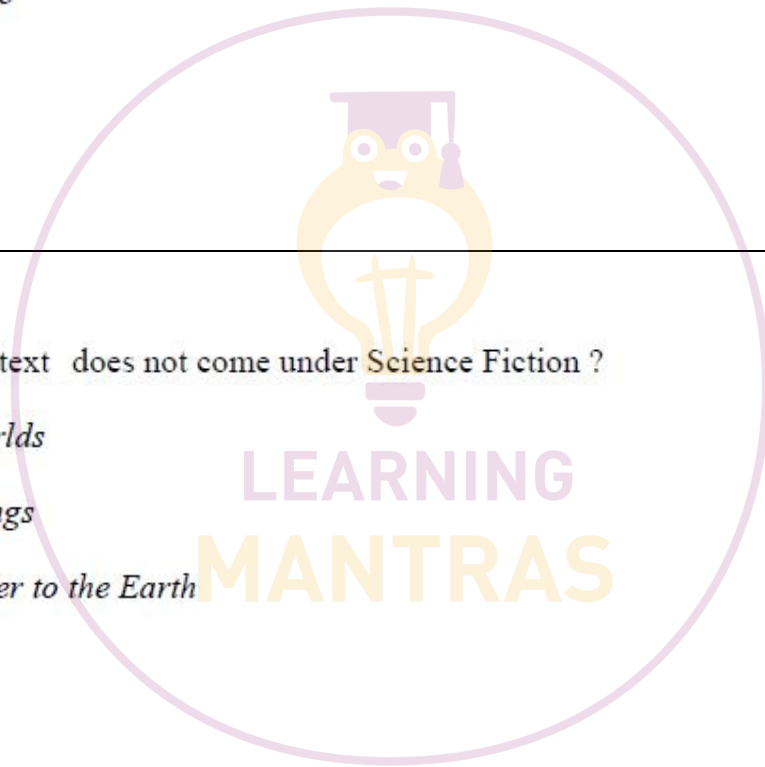 text does not come under Science Fiction ?
rlds
ngs
er to the Earth
LEARNING
MANTRAS